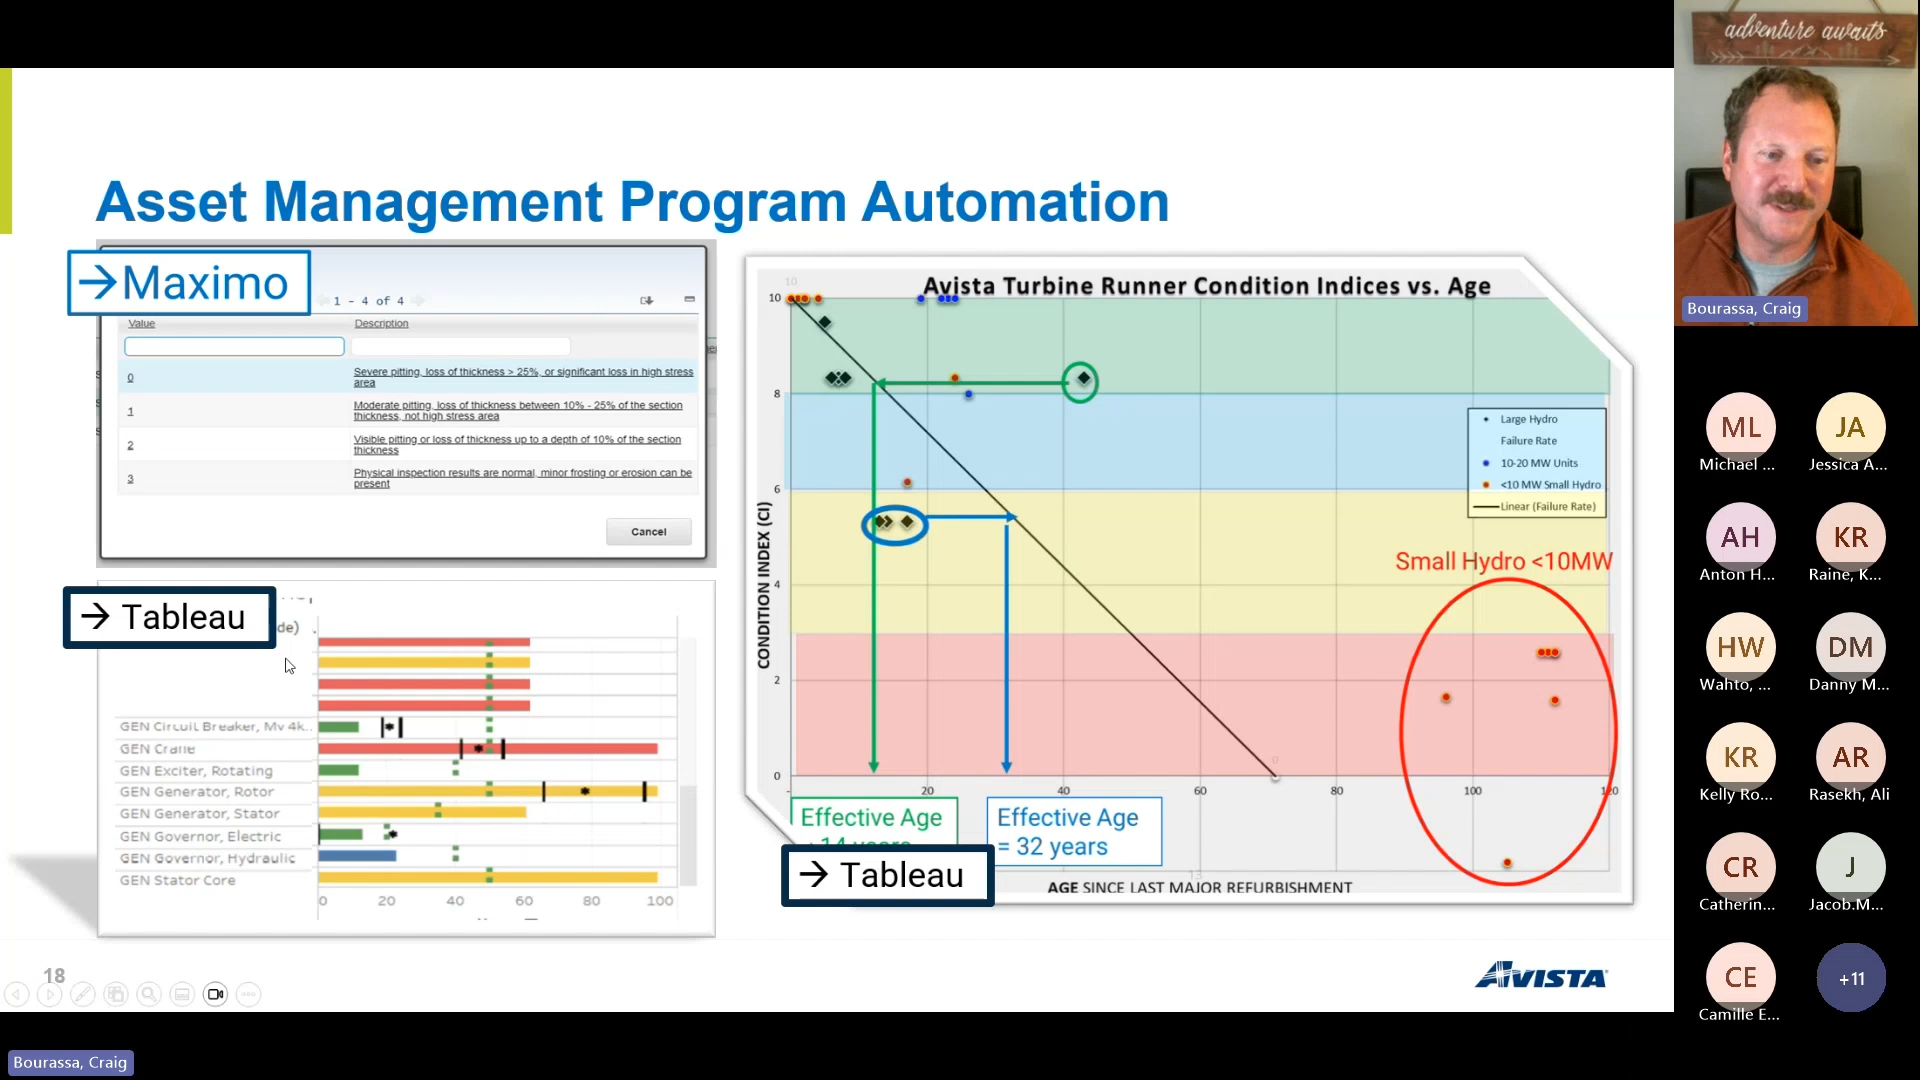 adventure awaits
Bourassa, Craig
Asset Management Program Automation
→Maximo
1 - 4 of 4
Value Description
0 Severe pitting, loss of thickness > 25%, or significant loss in high stress
area
1 Moderate pitting, loss of thickness between 10% - 25% of the section
thickness, not high stress area
2 Visible pitting or loss of thickness up to a depth of 10% of the section
thickness
3 Physical inspection results are normal, minor frosting or erosion can be
present
Cancel
→ Tableau
de)
GEN Circuit Breaker, Mv 4k..
GEN Crane
GEN Exciter, Rotating
GEN Generator, Rotor
GEN Generator, Stator
GEN Governor, Electric
GEN Governor, Hydraulic
GEN Stator Core
0 20 40 60 80 100
Avista Turbine Runner Condition Indices vs. Age
10
10
8
6
4
2
0
CONDITION INDEX (CI)
Large Hydro
Failure Rate
10-20 MW Units
<10 MW Small Hydro
Linear (Failure Rate)
Small Hydro <10MW
0
- 20 40 60 80 100 120
Effective Age
14 years
Effective Age
= 32 years
→ Tableau
13
AGE SINCE LAST MAJOR REFURBISHMENT
18
AVISTA
ML JA
Michael ... Jessica A...
AH KR
Anton H... Raine, K...
HW DM
Wahto, ... Danny M...
KR AR
Kelly Ro... Rasekh, Ali
CR J
Catherin... Jacob.M...
CE +11
Camille E...
Bourassa, Craig